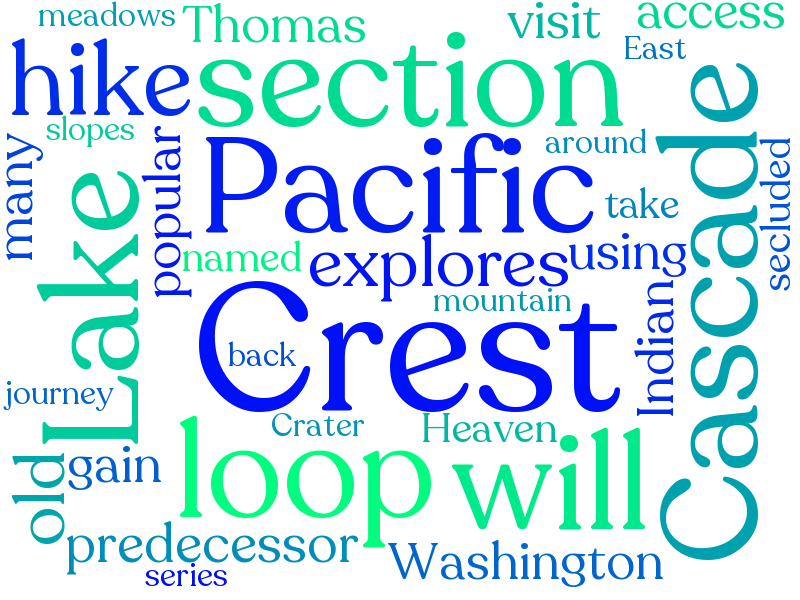 meadows
Thomas
visit
access
East
hike
section
slopes
many
popular
Pacific
around
take
Cascade
secluded
Lake
named
explores
using
mountain
Indian
Crest
back
journey
Crater
Heaven
loop
will
old
gain
predecessor
Washington
series